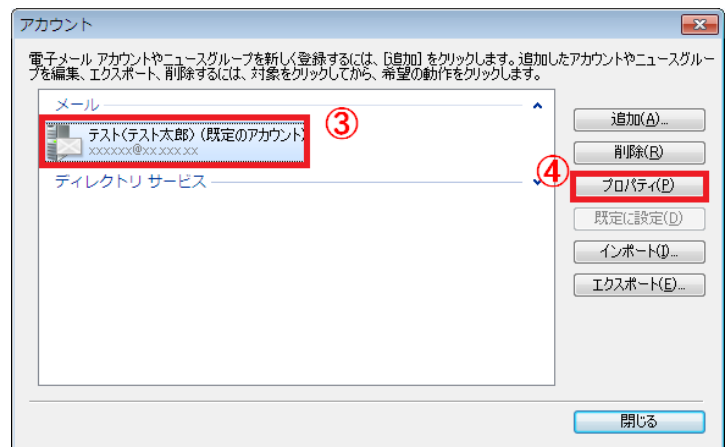 アカウント
電子メール アカウントやニュースグループを新しく登録するには、[追加] をクリックします。追加したアカウントやニュースグルー
プを編集、エクスポート、削除するには、対象をクリックしてから、希望の動作をクリックします。
メール
テスト(テスト太郎) (既定のアカウント)
xxxxxx@xx.xxx.xx
③
ディレクトリ サービス
④
追加(A)...
削除(R)
プロパティ(P)
既定に設定(D)
インポート(I)...
エクスポート(E)...
閉じる